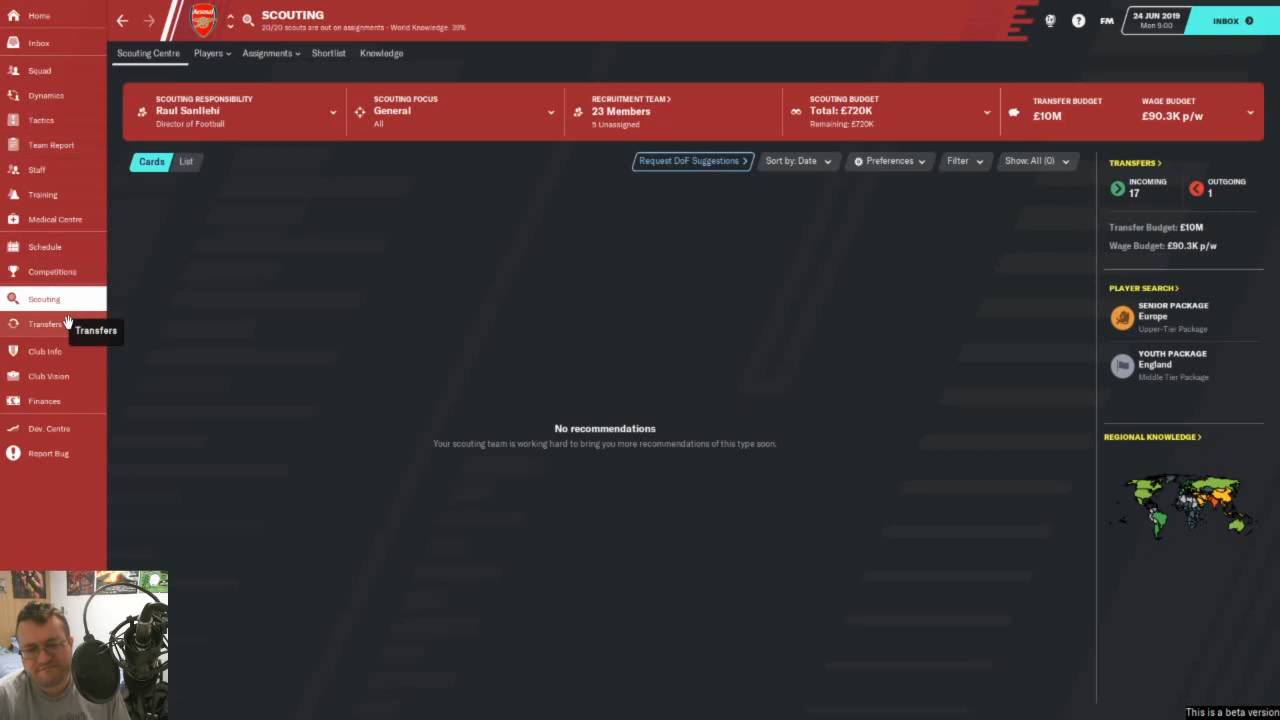 Home
Inbox
Squad
Dynamics
Tactics
Team Report
Staff
Training
Medical Centre
Schedule
Competitions
Scouting
Transfers
Transfers
Club Info
Club Vision
Finances
Dev. Centre
Report Bug
Arsenal
SCOUTING
20/20 scouts are out on assignments - World Knowledge: 39%
FM
24 JUN 2019
Mon 9:00
INBOX
Scouting Centre
Players
Assignments
Shortlist
Knowledge
SCOUTING RESPONSIBILITY
Raul Sanllehí
Director of Football
SCOUTING FOCUS
General
All
RECRUITMENT TEAM >
23 Members
5 Unassigned
SCOUTING BUDGET
Total: £720K
Remaining: £720K
TRANSFER BUDGET
£10M
WAGE BUDGET
£90.3K p/w
Cards
List
Request DoF Suggestions >
Sort by: Date
Preferences
Filter
Show: All (0)
No recommendations
Your scouting team is working hard to bring you more recommendations of this type soon.
TRANSFERS >
INCOMING
17
OUTGOING
1
Transfer Budget: £10M
Wage Budget: £90.3K p/w
PLAYER SEARCH >
SENIOR PACKAGE
Europe
Upper-Tier Package
YOUTH PACKAGE
England
Middle Tier Package
REGIONAL KNOWLEDGE >
This is a beta version